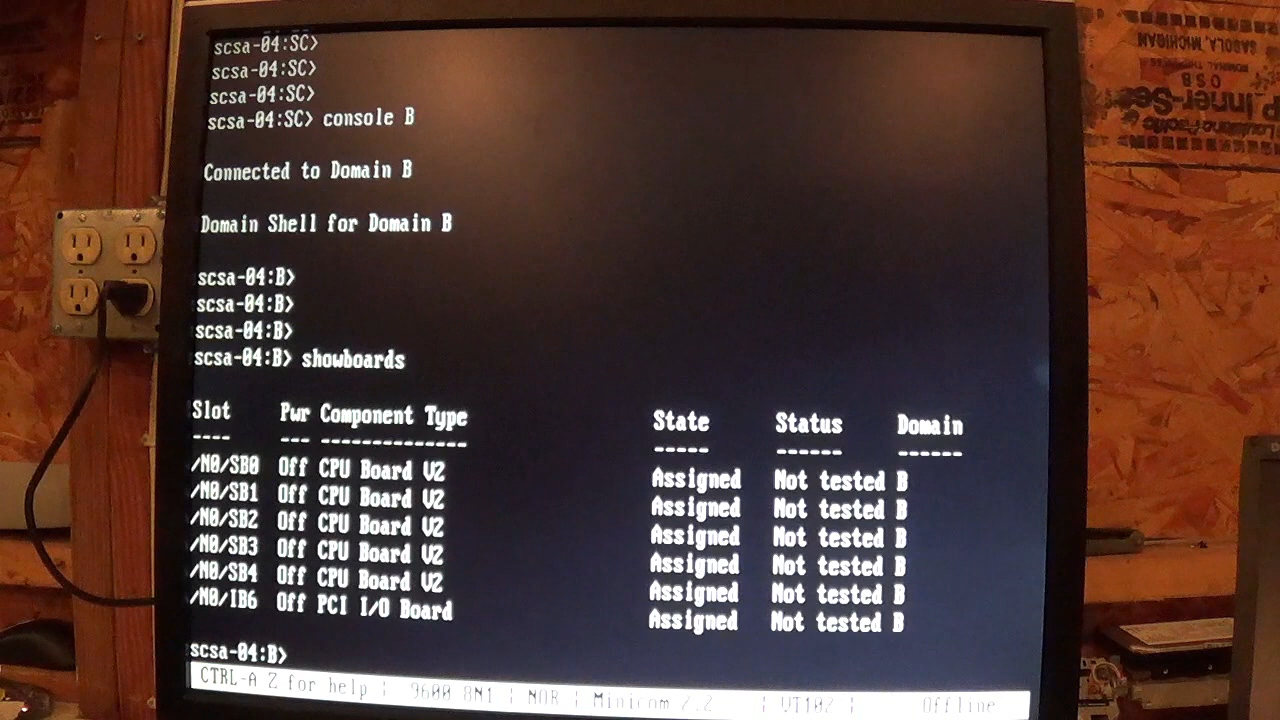 scsa-04:SC>
scsa-04:SC>
scsa-04:SC>
scsa-04:SC> console B
Connected to Domain B
Domain Shell for Domain B
scsa-04:B>
scsa-04:B>
scsa-04:B>
scsa-04:B> showboards
Slot Pwr Component Type State Status Domain
---- --- -------------- ----- ------ ------
/N0/SB0 Off CPU Board V2 Assigned Not tested B
/N0/SB1 Off CPU Board V2 Assigned Not tested B
/N0/SB2 Off CPU Board V2 Assigned Not tested B
/N0/SB3 Off CPU Board V2 Assigned Not tested B
/N0/SB4 Off CPU Board V2 Assigned Not tested B
/N0/IB6 Off PCI I/O Board Assigned Not tested B
scsa-04:B>
CTRL-A Z for help | 9600 8N1 | NOR | Minicom 2.2 | VT102 | Offline
SAGOLA, MICHIGAN
OSB
Louisiana Pacific